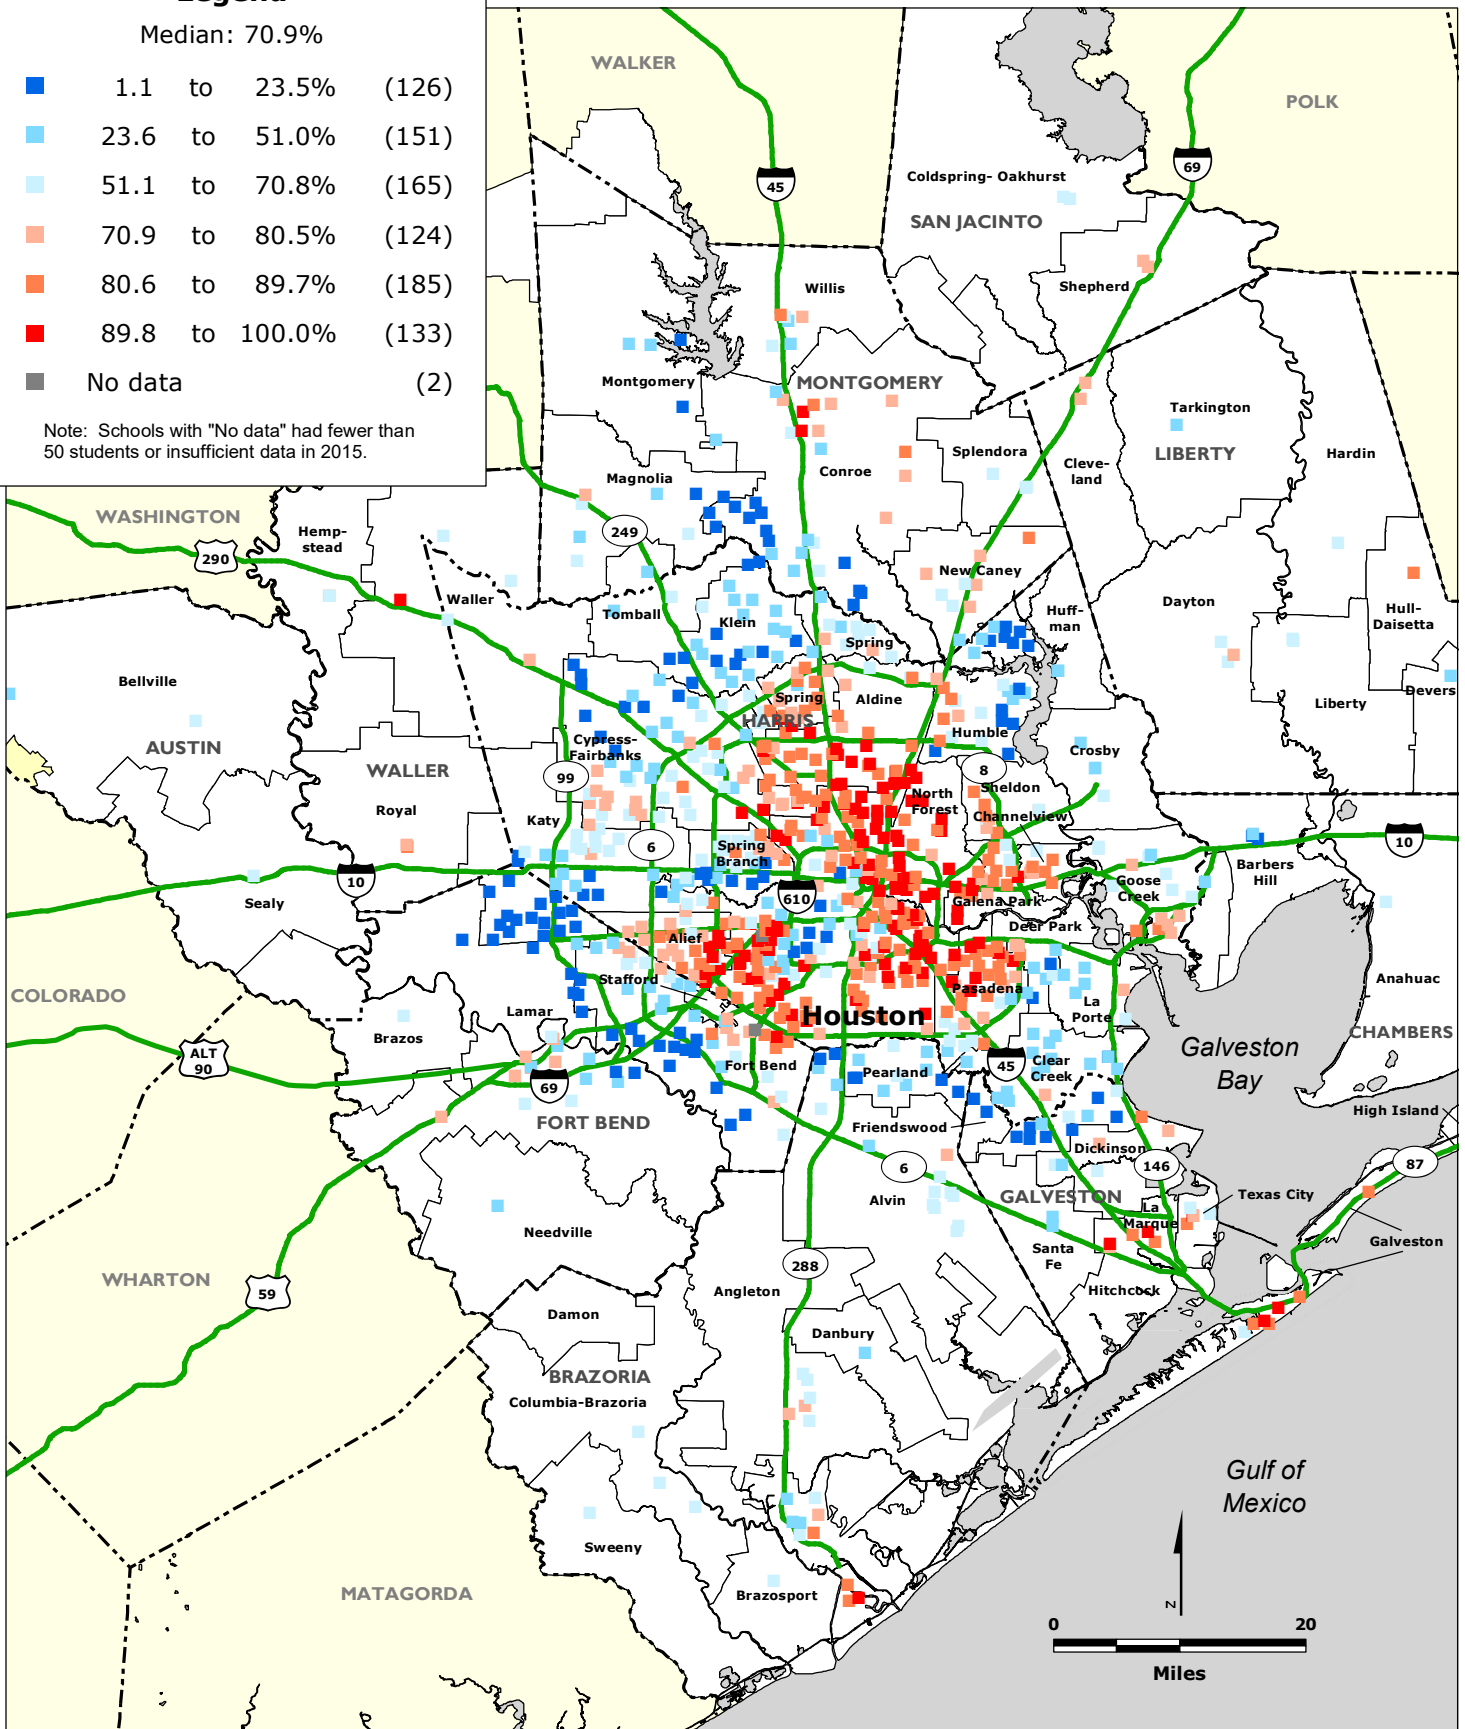 Legend
Median: 70.9%
1.1 to 23.5% (126)
23.6 to 51.0% (151)
51.1 to 70.8% (165)
70.9 to 80.5% (124)
80.6 to 89.7% (185)
89.8 to 100.0% (133)
No data (2)
Note: Schools with "No data" had fewer than
50 students or insufficient data in 2015.
WALKER
POLK
45
69
Coldspring- Oakhurst
SAN JACINTO
Willis
Shepherd
Montgomery
MONTGOMERY
Tarkington
LIBERTY
Hardin
Splendora
Cleve-
land
Conroe
Magnolia
WASHINGTON
Hemp-
stead
290
249
New Caney
Waller
Tomball
Klein
Spring
Huff-
man
Dayton
Hull-
Daisetta
Bellville
Spring
Aldine
Devers
Liberty
HARRIS
Humble
AUSTIN
Cypress-
Fairbanks
Crosby
WALLER
99
8
Sheldon
North
Forest
Royal
Katy
Channelview
6
Spring
Branch
10
10
Barbers
Hill
Goose
Creek
610
Sealy
Galena Park
Deer Park
Alief
Stafford
Anahuac
COLORADO
Pasadena
Lamar
La
Porte
Houston
Brazos
CHAMBERS
Galveston
Bay
ALT
90
45
Clear
Creek
Fort Bend
Pearland
69
High Island
FORT BEND
Friendswood
Dickinson
6
146
87
Alvin
GALVESTON
Texas City
Needville
La
Marque
Galveston
Santa
Fe
WHARTON
59
288
Angleton
Hitchcock
Damon
Danbury
BRAZORIA
Columbia-Brazoria
Gulf of
Mexico
Sweeny
MATAGORDA
Brazosport
N
0 20
Miles